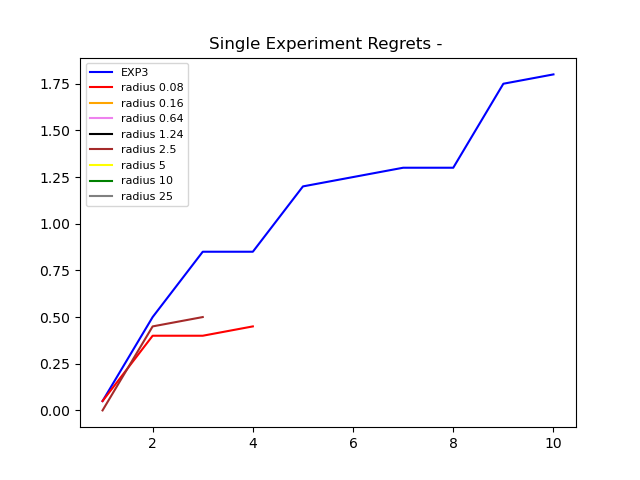 Single Experiment Regrets -
EXP3
radius 0.08
radius 0.16
radius 0.64
radius 1.24
radius 2.5
radius 5
radius 10
radius 25
1.75
1.50
1.25
1.00
0.75
0.50
0.25
0.00
2 4 6 8 10